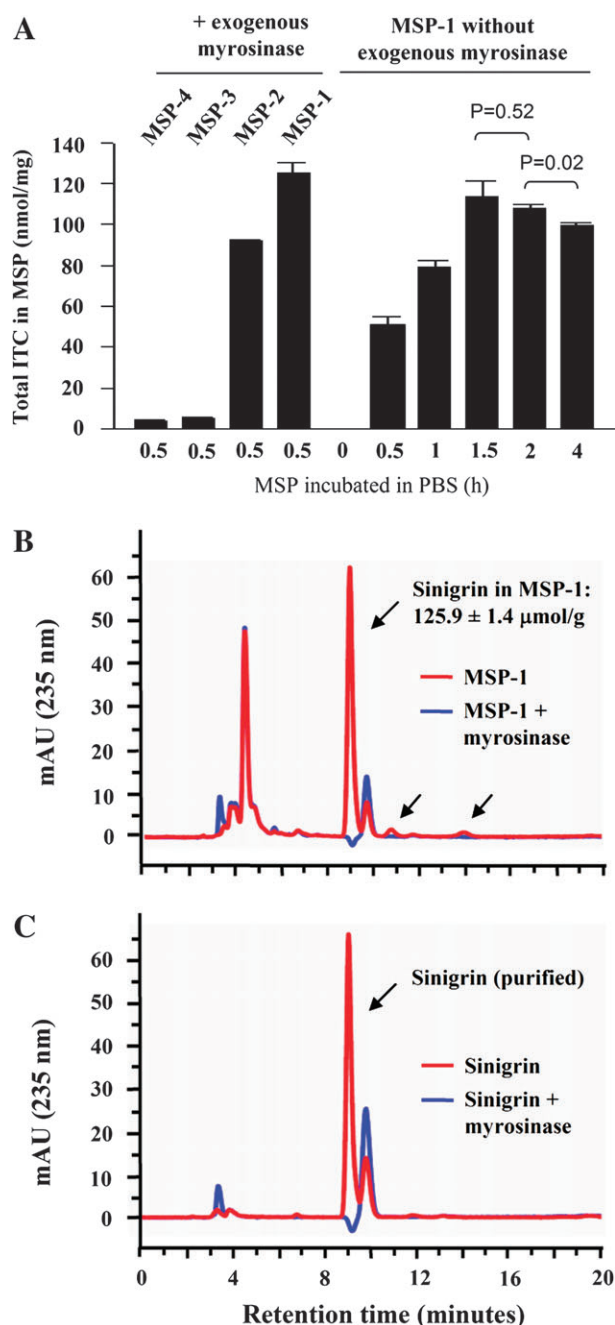 A
+ exogenous
myrosinase
MSP-1 without
exogenous myrosinase
MSP-4
MSP-3
MSP-2
MSP-1
P=0.52
P=0.02
Total ITC in MSP (nmol/mg)
140
120
100
80
60
40
20
0
0.5 0.5 0.5 0.5 0 0.5 1 1.5 2 4
MSP incubated in PBS (h)
B
mAU (235 nm)
60
50
40
30
20
10
0
Sinigrin in MSP-1:
125.9 ± 1.4 μmol/g
MSP-1
MSP-1 +
myrosinase
C
mAU (235 nm)
60
50
40
30
20
10
0
Sinigrin (purified)
Sinigrin
Sinigrin +
myrosinase
0 4 8 12 16 20
Retention time (minutes)